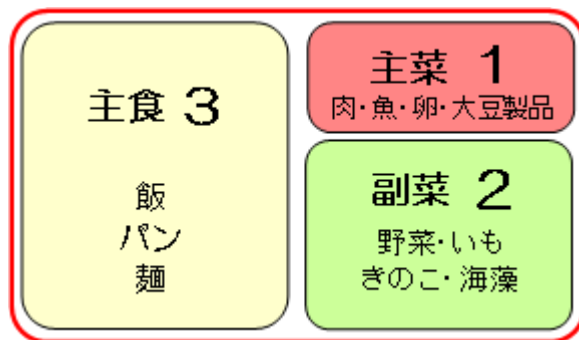 主食 3
飯
パン
麺
主菜 1
肉・魚・卵・大豆製品
副菜 2
野菜・いも
きのこ・海藻